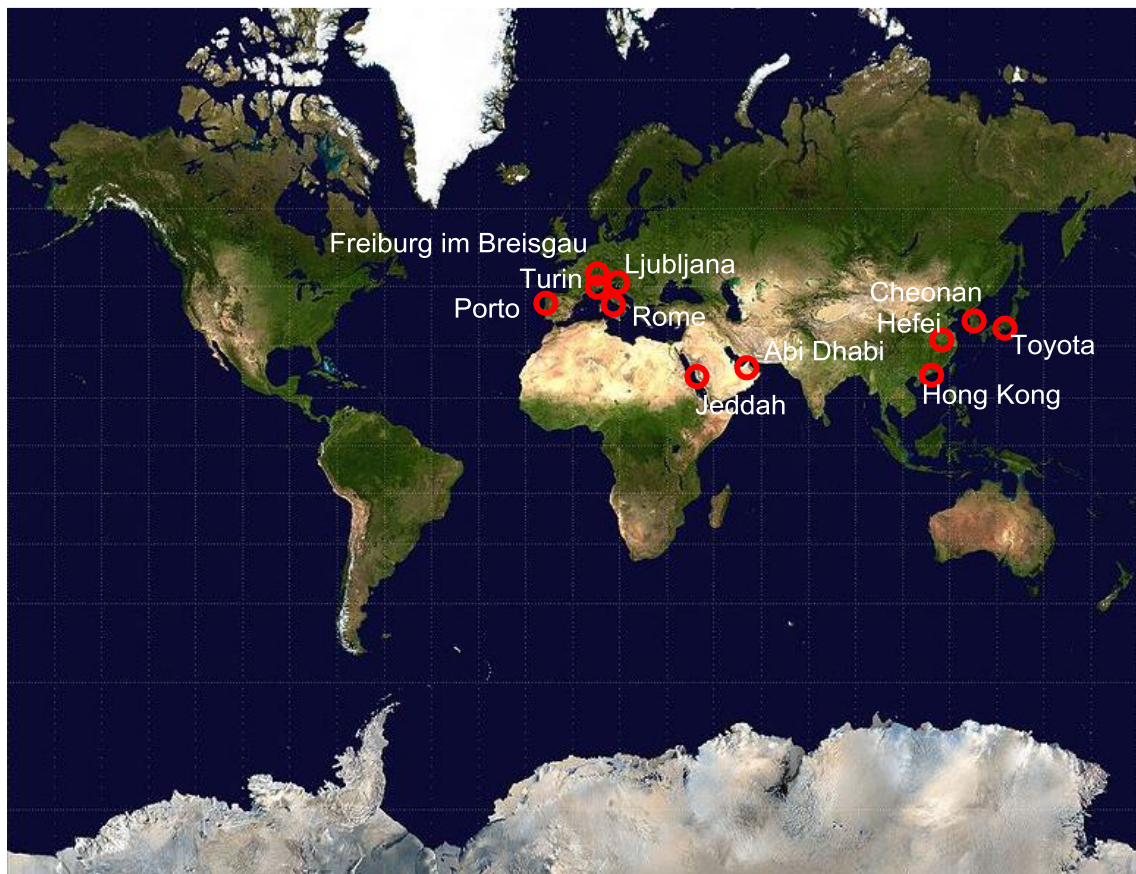 Freiburg im Breisgau
Ljubljana
Turin
Porto
Rome
Cheonan
Hefei
Toyota
Abi Dhabi
Jeddah
Hong Kong